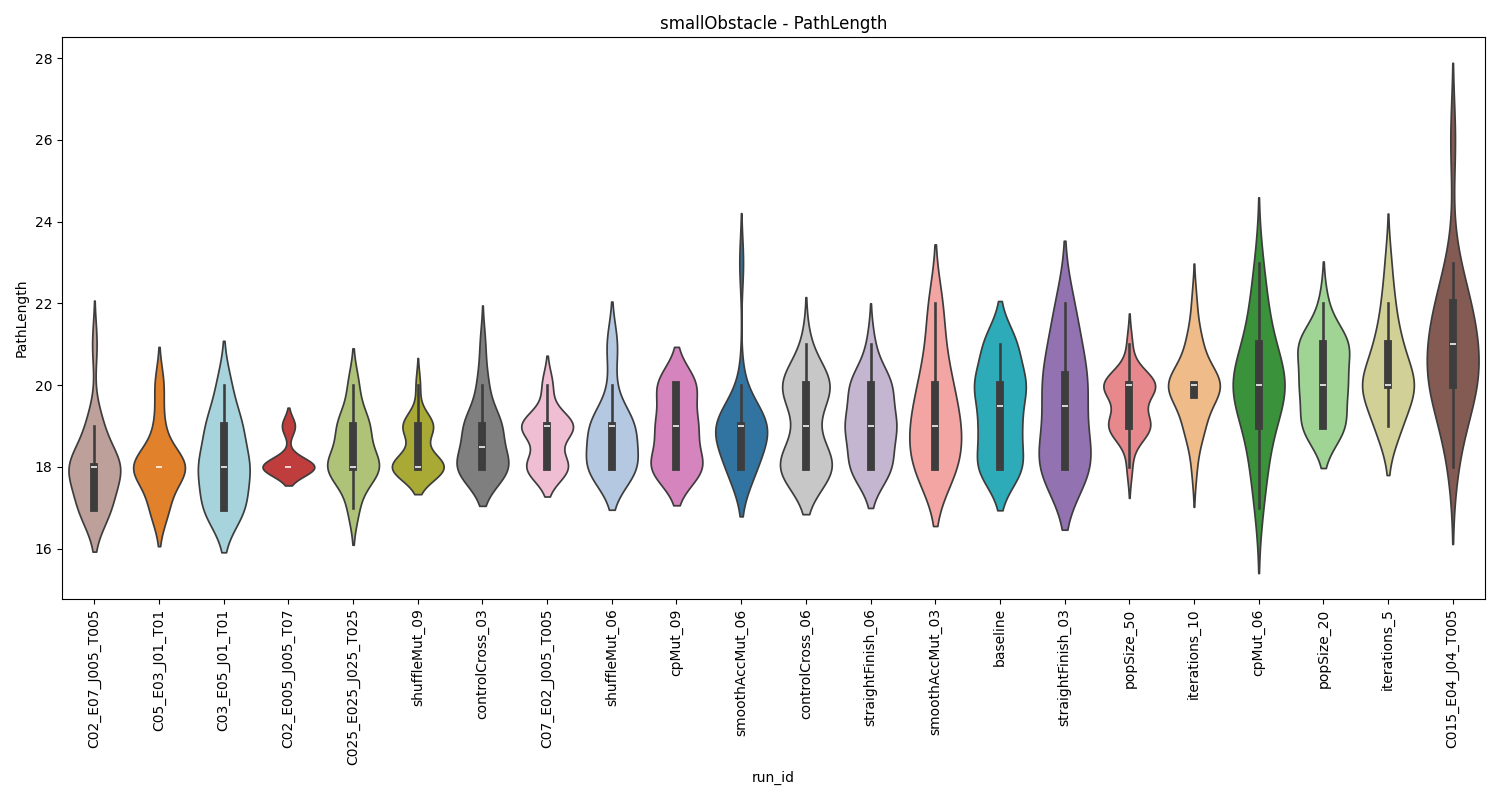 smallObstacle - PathLength
28
26
24
22
20
18
16
PathLength
C02_E07_J005_T005
C05_E03_J01_T01
C03_E05_J01_T01
C02_E005_J005_T07
C025_E025_J025_T025
shuffleMut_09
controlCross_03
C07_E02_J005_T005
shuffleMut_06
cpMut_09
smoothAccMut_06
controlCross_06
straightFinish_06
smoothAccMut_03
baseline
straightFinish_03
popSize_50
iterations_10
cpMut_06
popSize_20
iterations_5
C015_E04_J04_T005
run_id